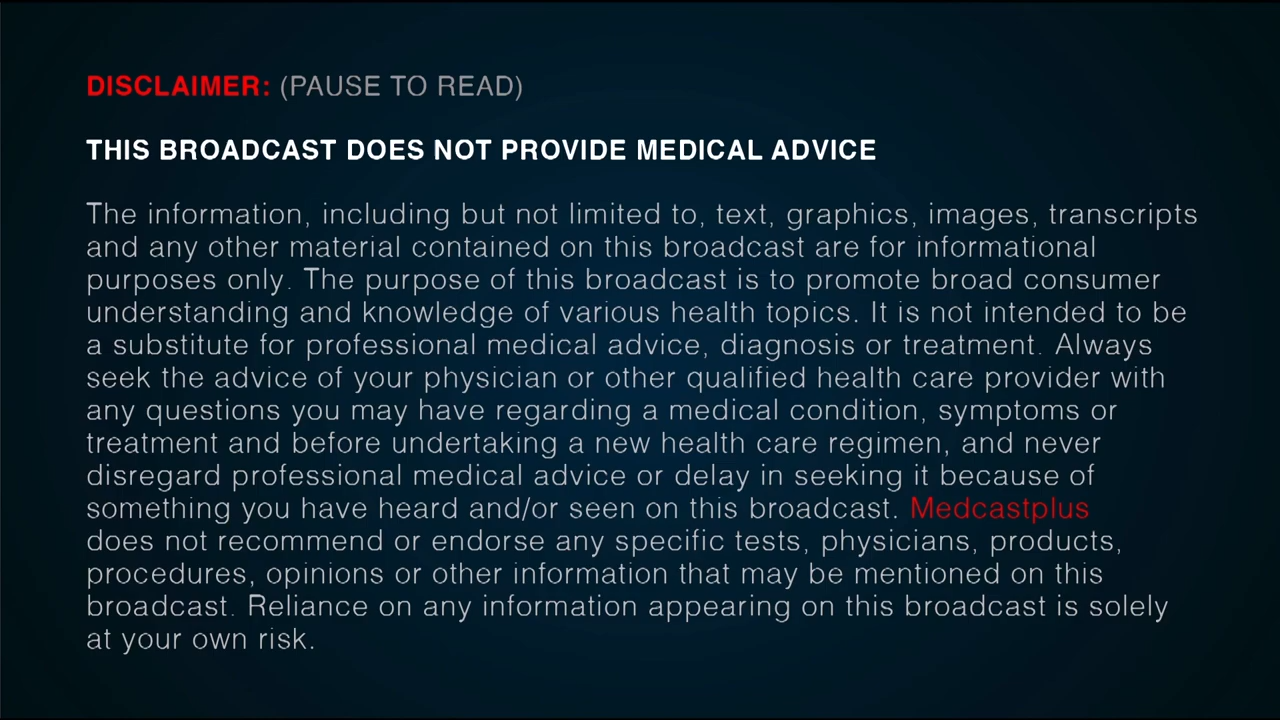 DISCLAIMER: (PAUSE TO READ)
THIS BROADCAST DOES NOT PROVIDE MEDICAL ADVICE
The information, including but not limited to, text, graphics, images, transcripts
and any other material contained on this broadcast are for informational
purposes only. The purpose of this broadcast is to promote broad consumer
understanding and knowledge of various health topics. It is not intended to be
a substitute for professional medical advice, diagnosis or treatment. Always
seek the advice of your physician or other qualified health care provider with
any questions you may have regarding a medical condition, symptoms or
treatment and before undertaking a new health care regimen, and never
disregard professional medical advice or delay in seeking it because of
something you have heard and/or seen on this broadcast. Medcastplus
does not recommend or endorse any specific tests, physicians, products,
procedures, opinions or other information that may be mentioned on this
broadcast. Reliance on any information appearing on this broadcast is solely
at your own risk.